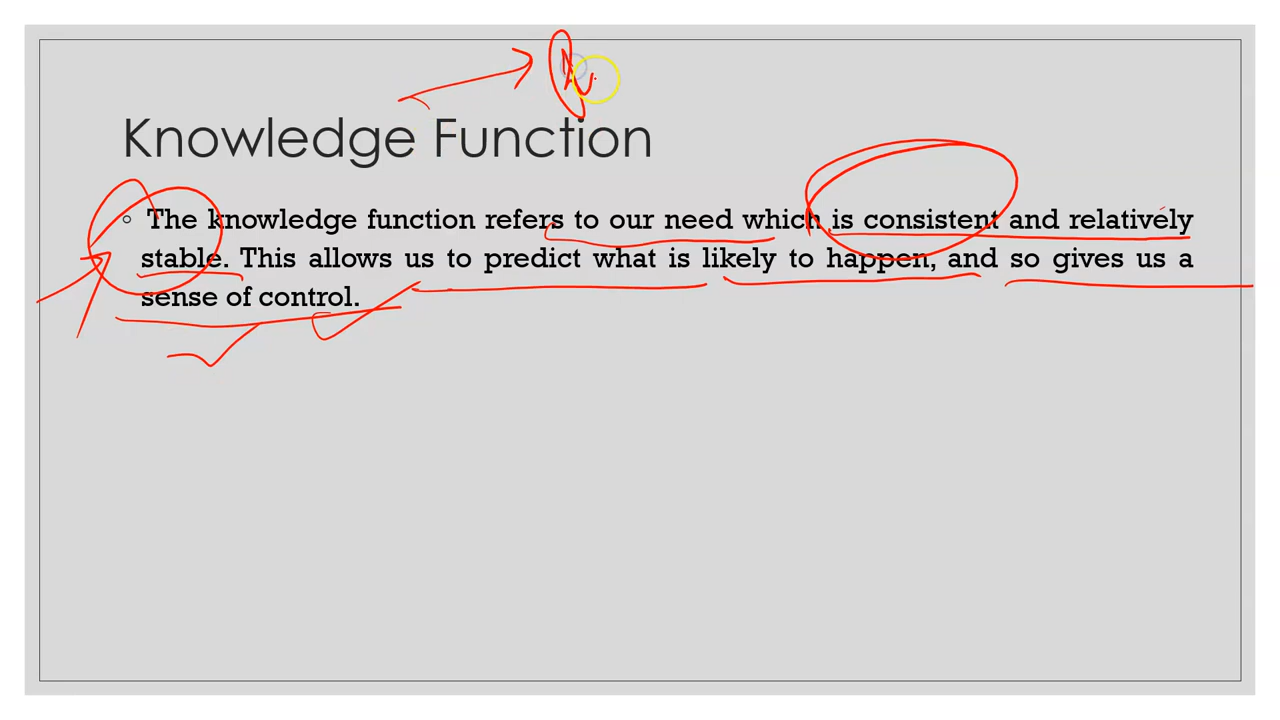 Knowledge Function
The knowledge function refers to our need which is consistent and relatively
stable. This allows us to predict what is likely to happen, and so gives us a
sense of control.